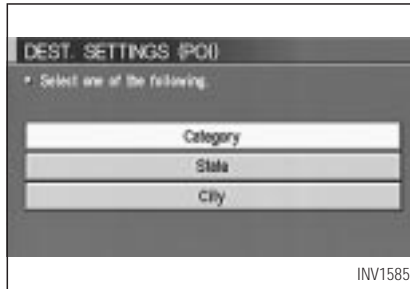 DEST. SETTINGS (POI)
• Select one of the following.
Category
State
City
INV1585